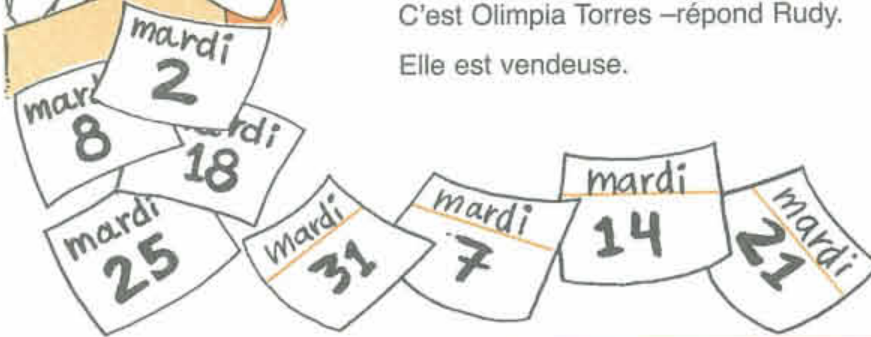 C'est Olimpia Torres –répond Rudy.
Elle est vendeuse.
mardi
2
8
18
mardi
25
mardi
31
mardi
7
mardi
14
mardi
21